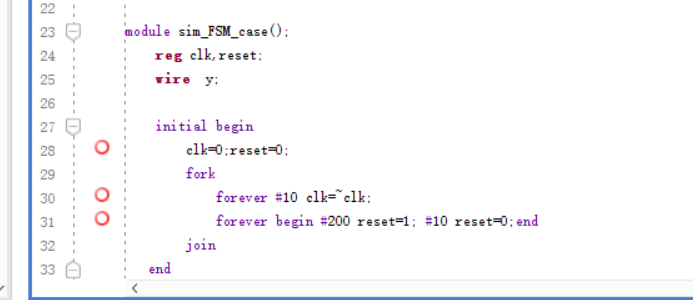 22
23 module sim_FSM_case();
24 reg clk,reset;
25 wire y;
26
27 initial begin
28 clk=0;reset=0;
29 fork
30 forever #10 clk=~clk;
31 forever begin #200 reset=1; #10 reset=0;end
32 join
33 end